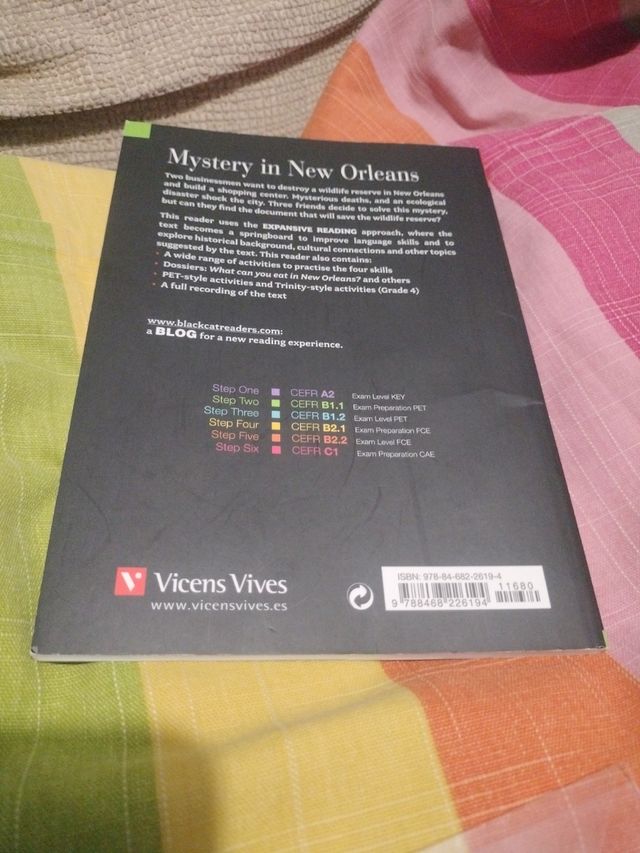 Mystery in New Orleans
Two businessmen want to destroy a wildlife reserve in New Orleans
and build a shopping center. Mysterious deaths, and an ecological
disaster shock the city. Three friends decide to solve this mystery,
but can they find the document that will save the wildlife reserve?
This reader uses the EXPANSIVE READING approach, where the
text becomes a springboard to improve language skills and to
explore historical background, cultural connections and other topics
suggested by the text. This reader also contains:
• A wide range of activities to practise the four skills
• Dossiers: What can you eat in New Orleans? and others
• PET-style activities and Trinity-style activities (Grade 4)
• A full recording of the text
www.blackcatreaders.com:
a BLOG for a new reading experience.
Step One CEFR A2 Exam Level KEY
Step Two CEFR B1.1 Exam Preparation PET
Step Three CEFR B1.2 Exam Level PET
Step Four CEFR B2.1 Exam Preparation FCE
Step Five CEFR B2.2 Exam Level FCE
Step Six CEFR C1 Exam Preparation CAE
Vicens Vives
www.vicensvives.es
ISBN: 978-84-682-2619-4
11680
9 788468 226194